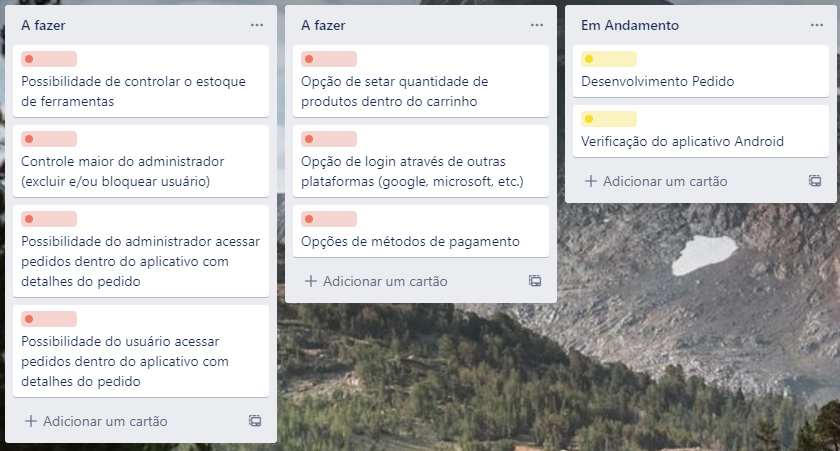 A fazer
Possibilidade de controlar o estoque
de ferramentas
Controle maior do administrador
(excluir e/ou bloquear usuário)
Possibilidade do administrador acessar
pedidos dentro do aplicativo com
detalhes do pedido
Possibilidade do usuário acessar
pedidos dentro do aplicativo com
detalhes do pedido
Adicionar um cartão
A fazer
Opção de setar quantidade de
produtos dentro do carrinho
Opção de login através de outras
plataformas (google, microsoft, etc.)
Opções de métodos de pagamento
Adicionar um cartão
Em Andamento
Desenvolvimento Pedido
Verificação do aplicativo Android
Adicionar um cartão